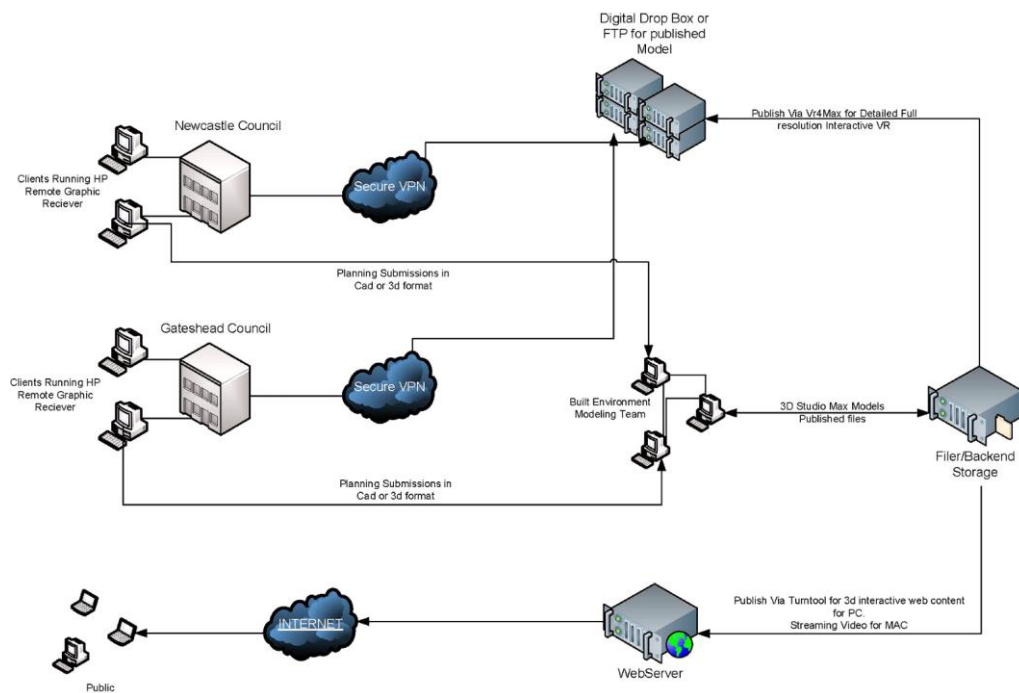 Digital Drop Box or
FTP for published
Model
Publish Via Vr4Max for Detailed Full
resolution Interactive VR
Newcastle Council
Clients Running HP
Remote Graphic
Reciever
Secure VPN
Planning Submissions in
Cad or 3d format
Gateshead Council
Clients Running HP
Remote Graphic
Reciever
Secure VPN
Built Environment
Modeling Team
3D Studio Max Models
Published files
Filer/Backend
Storage
Planning Submissions in
Cad or 3d format
Publish Via Turntool for 3d interactive web content
for PC.
Streaming Video for MAC
INTERNET
WebServer
Public